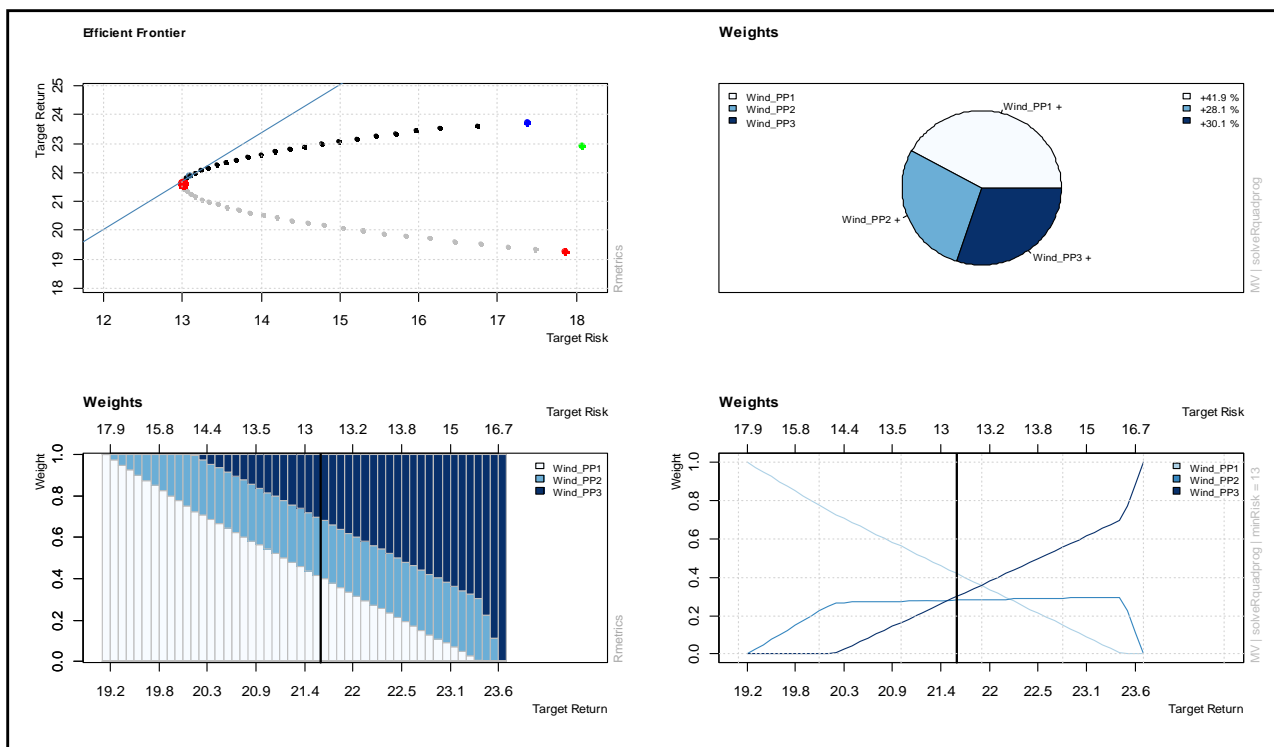 Efficient Frontier
Target Return
25
24
23
22
21
20
19
18
12 13 14 15 16 17 18
Target Risk
Rmetrics
Weights
Wind_PP1
Wind_PP2
Wind_PP3
+41.9 %
+28.1 %
+30.1 %
Wind_PP1 +
Wind_PP2 +
Wind_PP3 +
MV | solveRquadprog
Weights
Target Risk
17.9 15.8 14.4 13.5 13 13.2 13.8 15 16.7
Weight
1.0
0.8
0.6
0.4
0.2
0.0
Wind_PP1
Wind_PP2
Wind_PP3
19.2 19.8 20.3 20.9 21.4 22 22.5 23.1 23.6
Target Return
Rmetrics
Weights
Target Risk
17.9 15.8 14.4 13.5 13 13.2 13.8 15 16.7
Weight
1.0
0.8
0.6
0.4
0.2
0.0
Wind_PP1
Wind_PP2
Wind_PP3
19.2 19.8 20.3 20.9 21.4 22 22.5 23.1 23.6
Target Return
MV | solveRquadprog | minRisk = 13